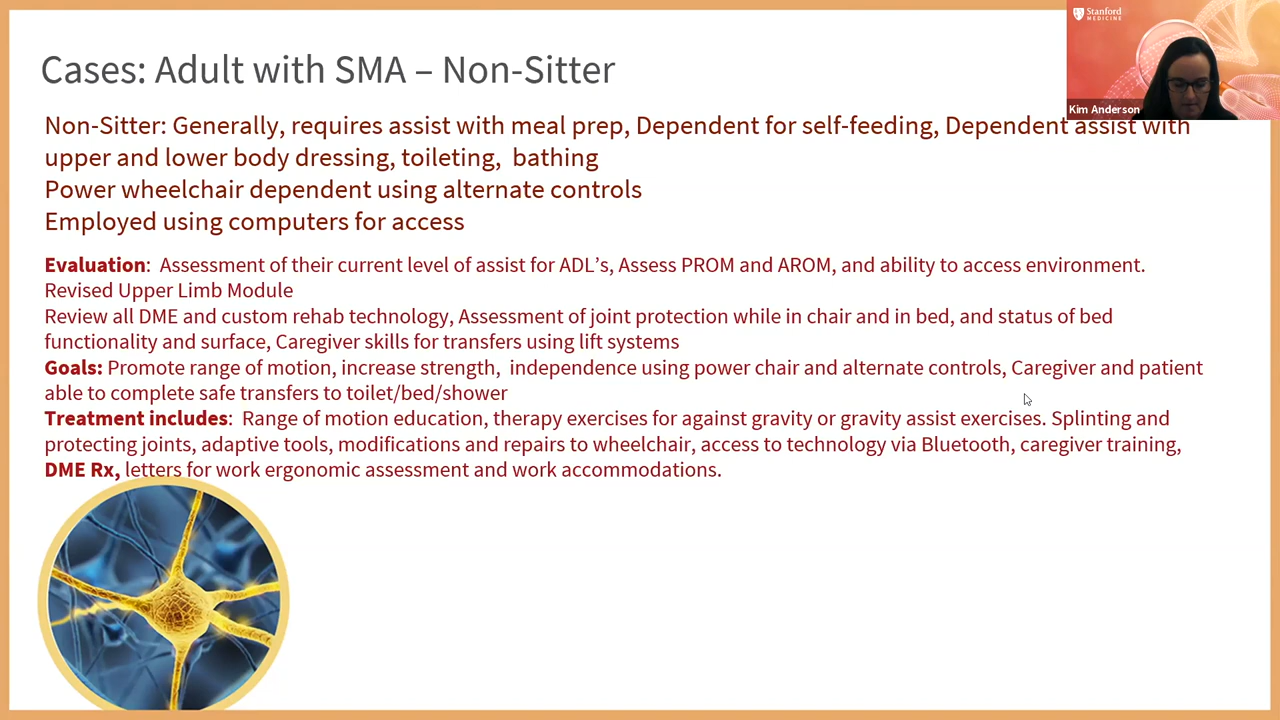 Stanford
MEDICINE
Kim Anderson
Cases: Adult with SMA – Non-Sitter
Non-Sitter: Generally, requires assist with meal prep, Dependent for self-feeding, Dependent assist with
upper and lower body dressing, toileting,  bathing
Power wheelchair dependent using alternate controls
Employed using computers for access
Evaluation:  Assessment of their current level of assist for ADL’s, Assess PROM and AROM, and ability to access environment.
Revised Upper Limb Module
Review all DME and custom rehab technology, Assessment of joint protection while in chair and in bed, and status of bed
functionality and surface, Caregiver skills for transfers using lift systems
Goals: Promote range of motion, increase strength,  independence using power chair and alternate controls, Caregiver and patient
able to complete safe transfers to toilet/bed/shower
Treatment includes:  Range of motion education, therapy exercises for against gravity or gravity assist exercises. Splinting and
protecting joints, adaptive tools, modifications and repairs to wheelchair, access to technology via Bluetooth, caregiver training,
DME Rx, letters for work ergonomic assessment and work accommodations.